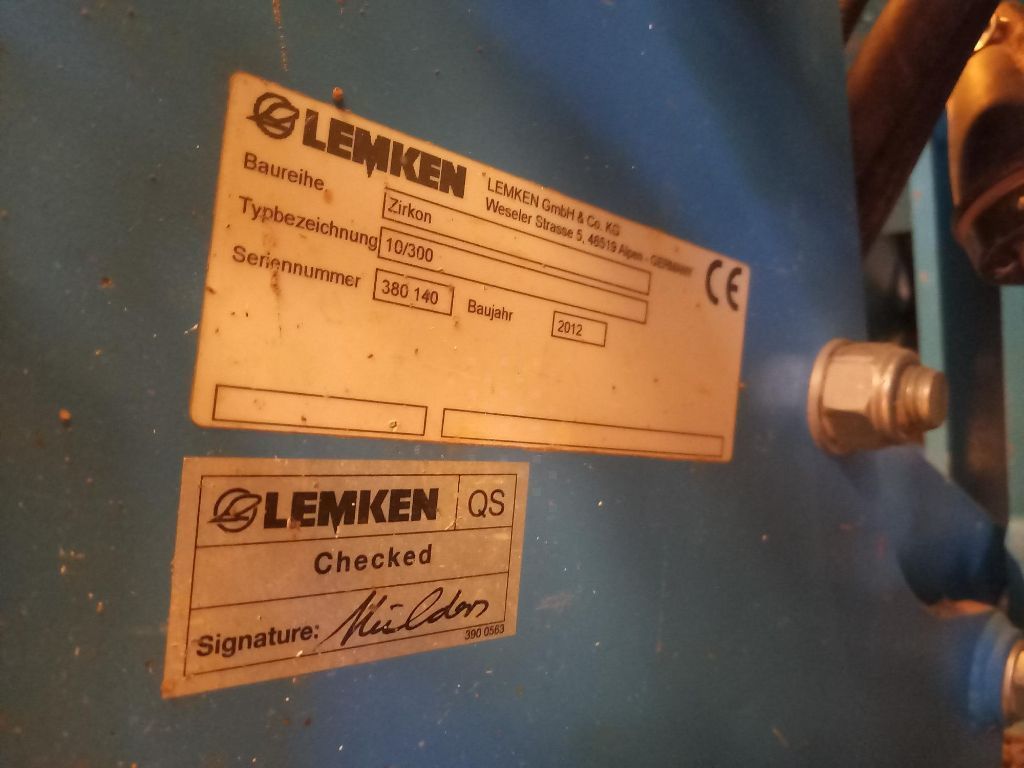 LEMKEN
LEMKEN GmbH & Co. KG
Weseler Strasse 5, 46519 Alpen - GERMANY
Baureihe Zirkon
Typbezeichnung 10/300
Seriennummer 380 140 Baujahr 2012
CE
LEMKEN QS
Checked
Signature: Mülders
390 0563